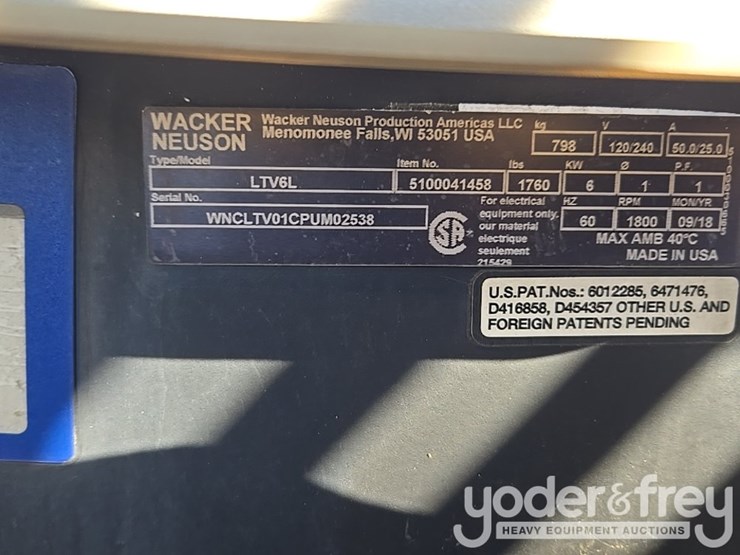 WACKER NEUSON
Wacker Neuson Production Americas LLC
Menomonee Falls,WI 53051 USA
kg V A
798 120/240 50.0/25.0
Type/Model Item No. lbs KW Ø P.F.
LTV6L 5100041458 1760 6 1 1
Serial No.
WNCLTV01CPUM02538
For electrical
equipment only.
our material
electrique
seulement
215429
HZ RPM MON/YR
60 1800 09/18
MAX AMB 40°C
MADE IN USA
U.S.PAT.Nos.: 6012285, 6471476,
D416858, D454357 OTHER U.S. AND
FOREIGN PATENTS PENDING
yoder&frey
HEAVY EQUIPMENT AUCTIONS